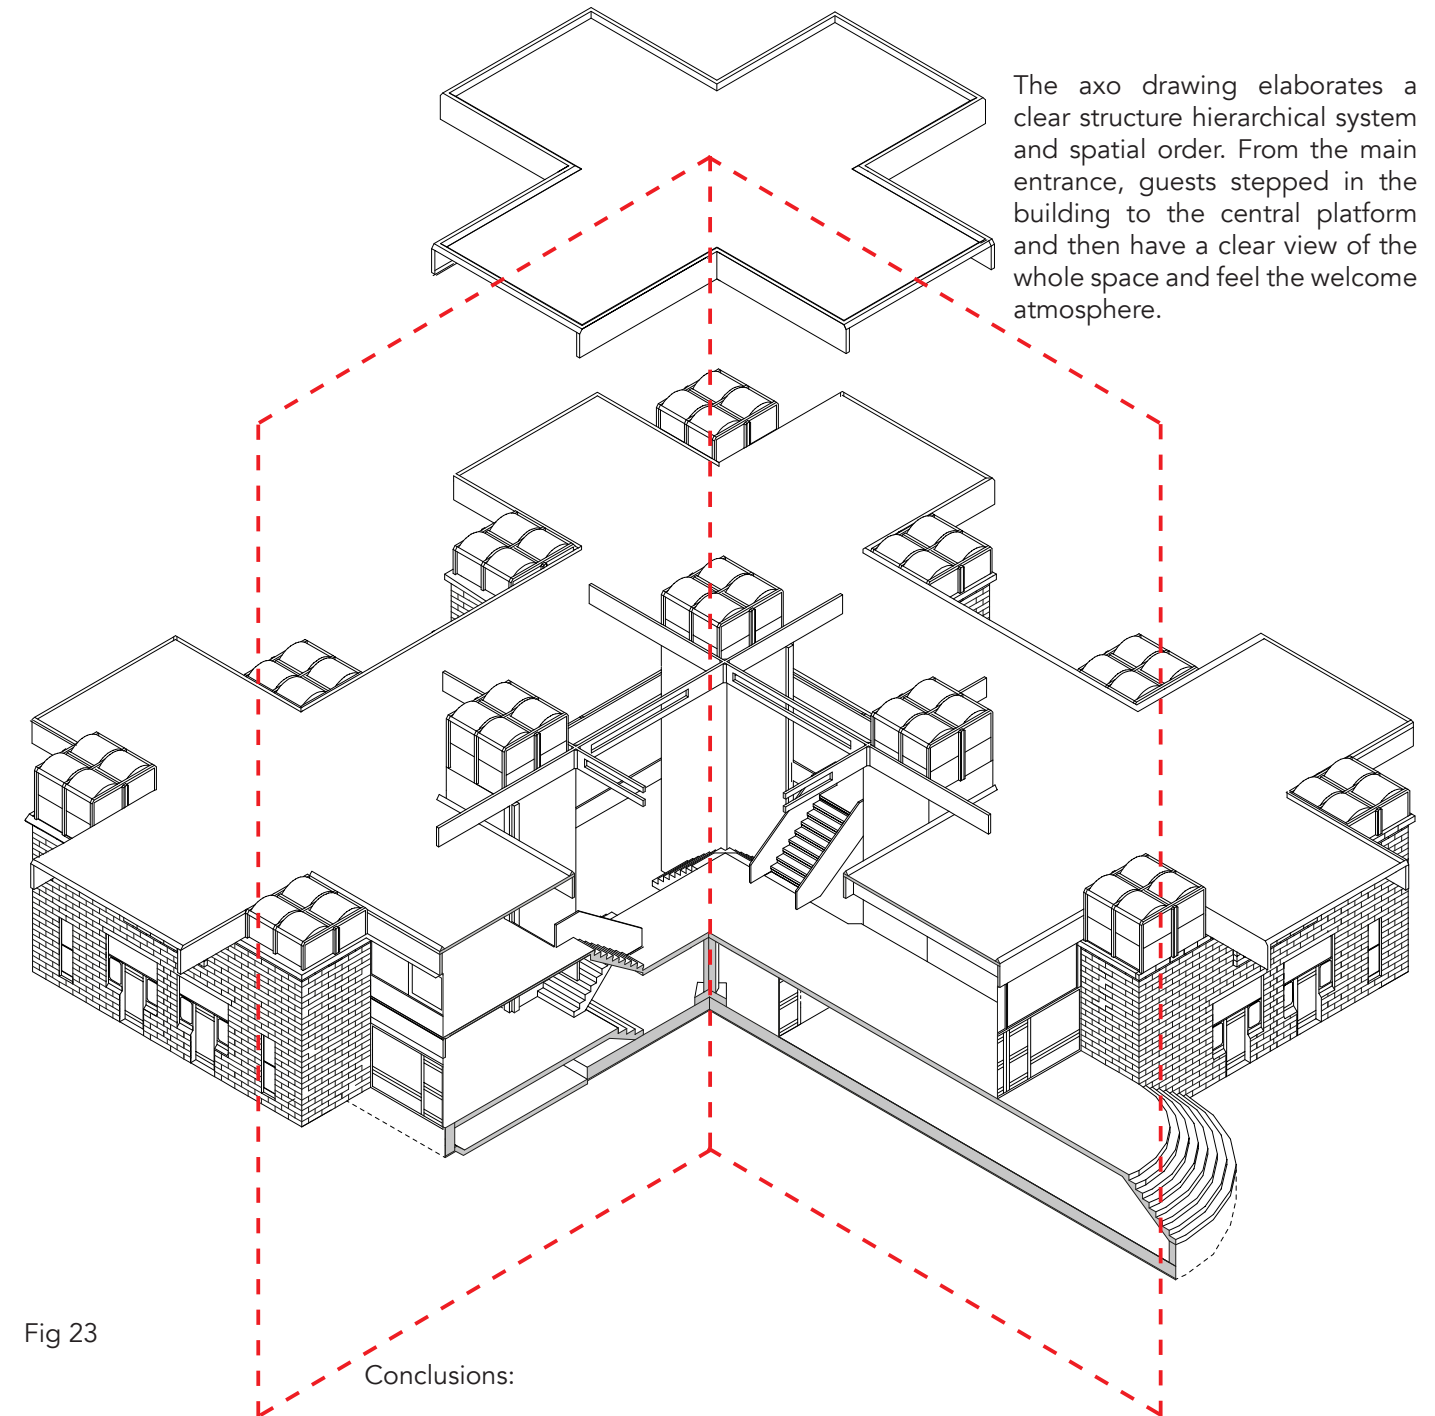 The axo drawing elaborates a
clear structure hierarchical system
and spatial order. From the main
entrance, guests stepped in the
building to the central platform
and then have a clear view of the
whole space and feel the welcome
atmosphere.
Fig 23
Conclusions: